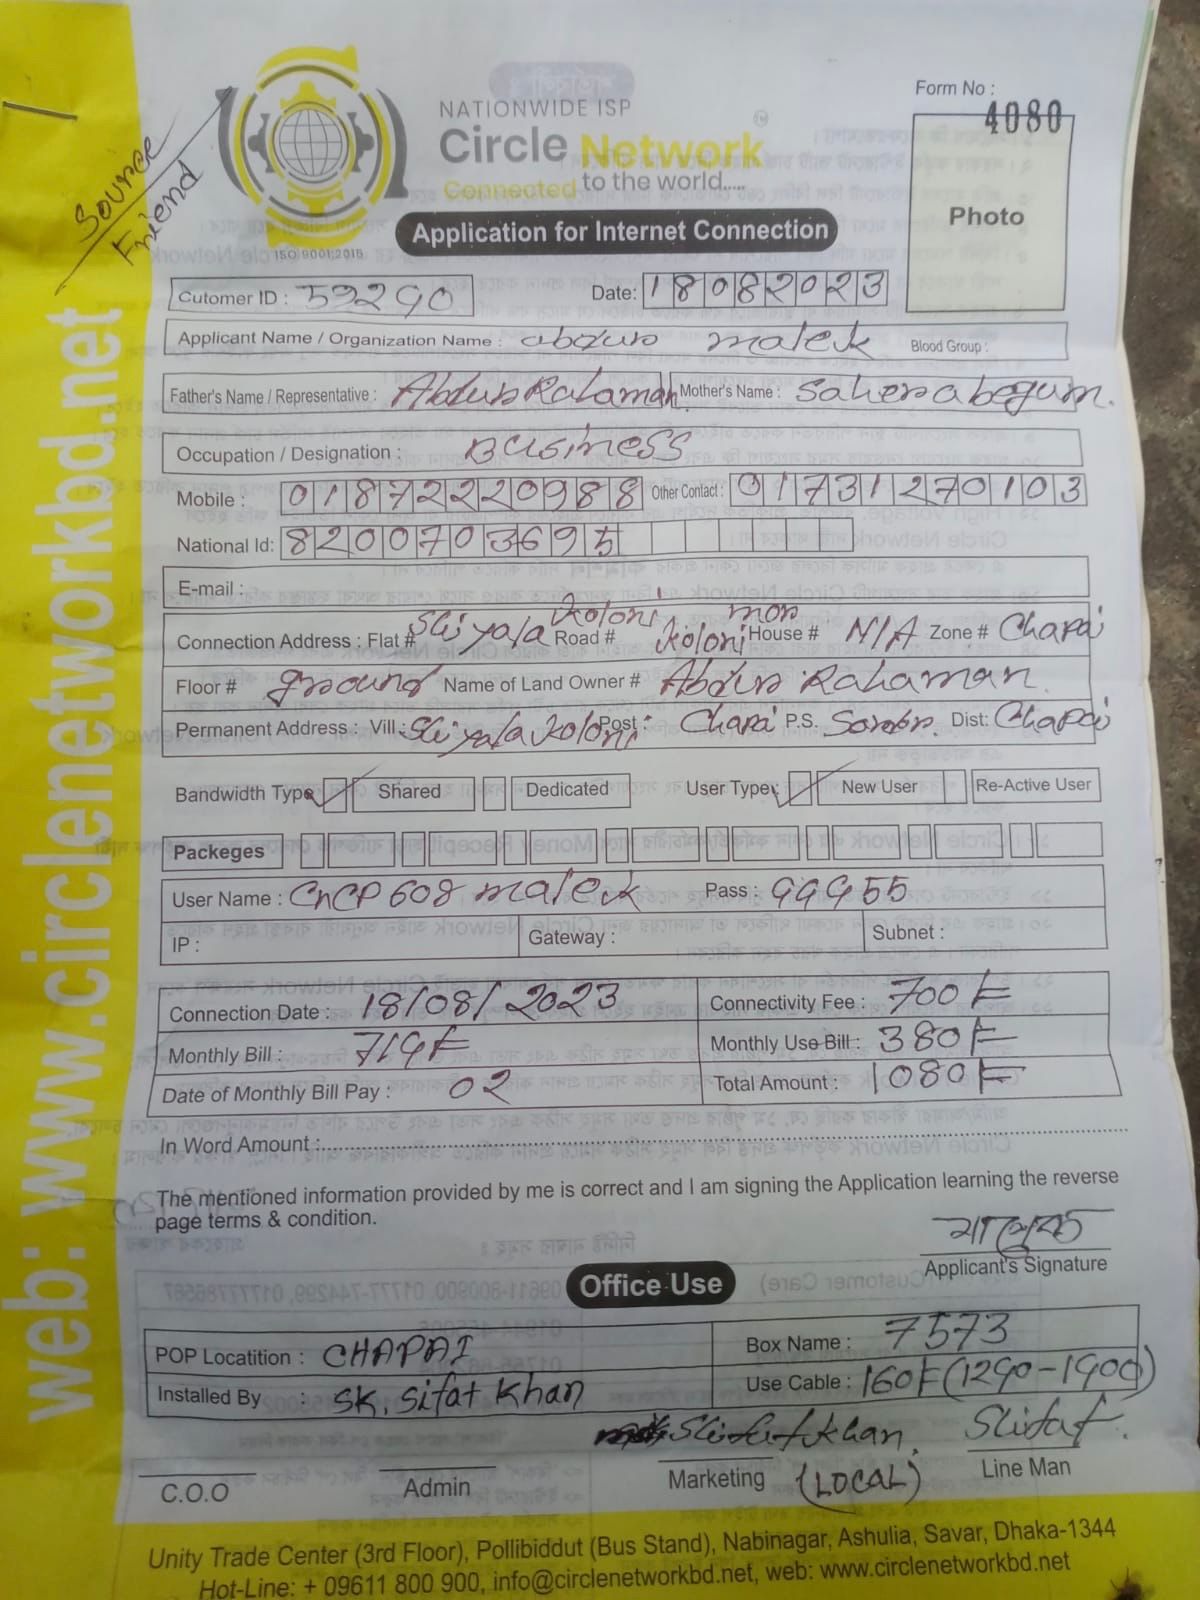 NATIONWIDE ISP
Circle Network
TM
Connected to the world.....
ISO 9001:2015
Source
Friend
Form No :
4080
Photo
Application for Internet Connection
Cutomer ID : 59290 Date: 18082023
Applicant Name / Organization Name : abdur malek Blood Group :
Father's Name / Representative : Abdur Rahaman Mother's Name : Sahera begum.
Occupation / Designation : Business
Mobile : 01872220988 Other Contact : 01731270103
National Id: 8200703695
E-mail :
Connection Address : Flat # Shiyala Koloni Road # Koloni mor House # N/A Zone # Chapai
Floor # ground Name of Land Owner # Abdur Rahaman
Permanent Address : Vill : Shiyala Koloni Post : Chapai P.S. Sorder. Dist: Chapai
Bandwidth Type ✓ Shared Dedicated User Type: ✓ New User Re-Active User
Packeges
User Name : CnCP608 malek Pass : 99955
IP : Gateway : Subnet :
Connection Date : 18/08/2023 Connectivity Fee : 700/=
Monthly Bill : 719/= Monthly Use Bill : 380/=
Date of Monthly Bill Pay : 02 Total Amount : 1080/=
In Word Amount :
The mentioned information provided by me is correct and I am signing the Application learning the reverse
page terms & condition.
মালেক
Applicant's Signature
Office Use
POP Locatition : CHAPAI Box Name : 7573
Installed By : SK. Sifat Khan Use Cable : 160F (1290-1900)
Shifat Khan. Shifat.
C.O.O Admin Marketing (LOCAL) Line Man
web: www.circlenetworkbd.net
Unity Trade Center (3rd Floor), Pollibiddut (Bus Stand), Nabinagar, Ashulia, Savar, Dhaka-1344
Hot-Line: + 09611 800 900, info@circlenetworkbd.net, web: www.circlenetworkbd.net